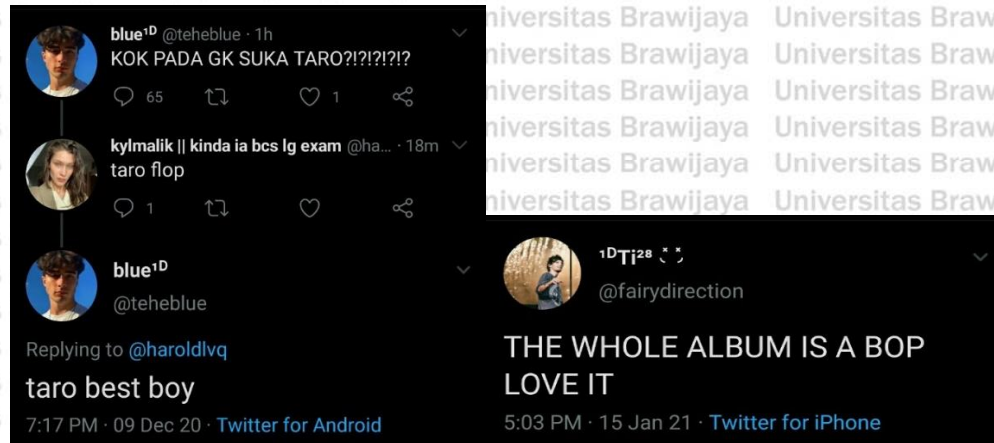 blue¹ᴰ @teheblue · 1h
KOK PADA GK SUKA TARO?!?!?!?!?
65 1
kylmalik || kinda ia bcs lg exam @ha... · 18m
taro flop
1
blue¹ᴰ
@teheblue
Replying to @haroldlvq
taro best boy
7:17 PM · 09 Dec 20 · Twitter for Android
niversitas Brawijaya Universitas Braw
niversitas Brawijaya Universitas Braw
niversitas Brawijaya Universitas Braw
niversitas Brawijaya Universitas Braw
niversitas Brawijaya Universitas Braw
niversitas Brawijaya Universitas Braw
¹ᴰTi²⁸
@fairydirection
THE WHOLE ALBUM IS A BOP
LOVE IT
5:03 PM · 15 Jan 21 · Twitter for iPhone